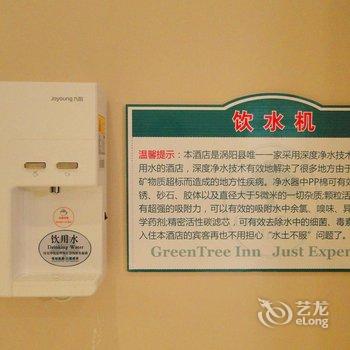 Joyoung 九阳
饮用水
Drinking Water
饮水机
温馨提示：本酒店是涡阳县唯一一家采用深度净水技术
用水的酒店，深度净水技术有效地解决了很多地方由于
矿物质超标而造成的地方性疾病。净水器中PP棉可有效
锈、砂石、胶体以及直径大于5微米的一切杂质；颗粒活
有超强的吸附力，可以有效的吸附水中余氯、嗅味、异
学药剂；精密活性碳滤芯，可有效去除水中的细菌、毒素
入住本酒店的宾客再也不用担心“水土不服”问题了。
GreenTree Inn Just Exper
艺龙
eLong.com